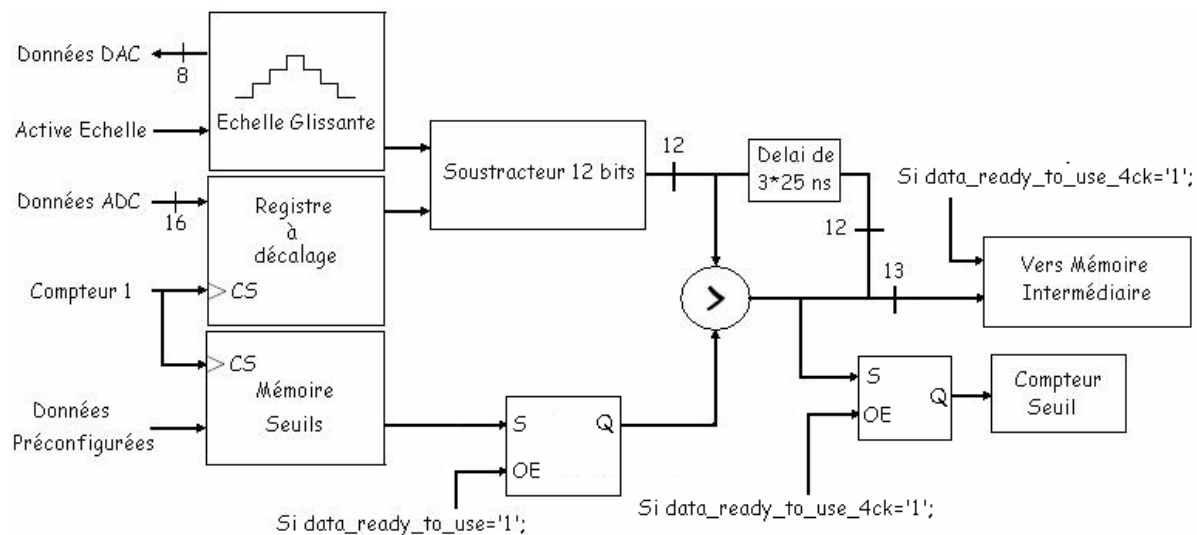 Données DAC
8
Active Echelle
Echelle Glissante
Données ADC
16
Registre
à
décalage
Compteur 1
CS
CS
Mémoire
Seuils
Données
Préconfigurées
Soustracteur 12 bits
12
Delai de
3*25 ns
12
Si data_ready_to_use_4ck='1';
>
13
Vers Mémoire
Intermédiaire
S
Q
OE
Si data_ready_to_use='1';
S
Q
OE
Compteur
Seuil
Si data_ready_to_use_4ck='1';